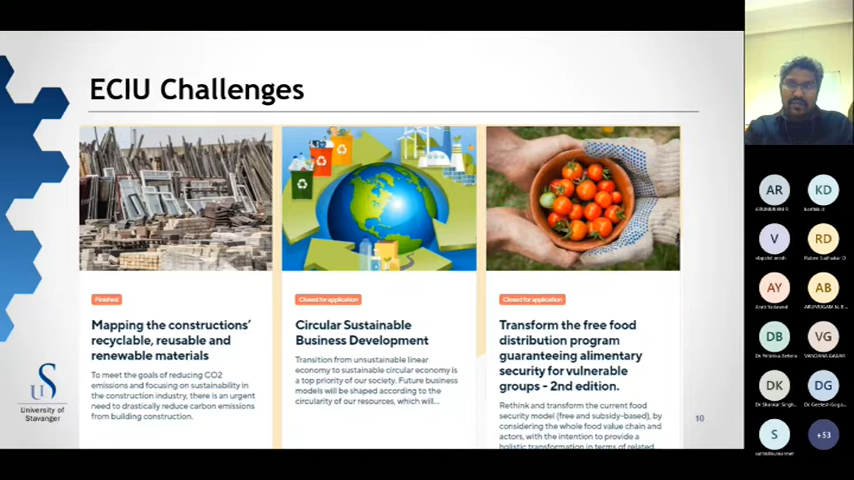 ECIU Challenges
Finished
Mapping the constructions'
recyclable, reusable and
renewable materials
To meet the goals of reducing CO2
emissions and focusing on sustainability in
the construction industry, there is an urgent
need to drastically reduce carbon emissions
from building construction.
Closed for application
Circular Sustainable
Business Development
Transition from unsustainable linear
economy to sustainable circular economy is
a top priority of our society. Future business
models will be shaped according to the
circularity of our resources, which will...
Closed for application
Transform the free food
distribution program
guaranteeing alimentary
security for vulnerable
groups - 2nd edition.
Rethink and transform the current food
security model (free and subsidy-based), by
considering the whole food value chain and
actors, with the intention to provide a
holistic transformation in terms of related
University of
Stavanger
10
AR
KD
V
RD
AY
AB
DB
VG
DK
DG
S
+53